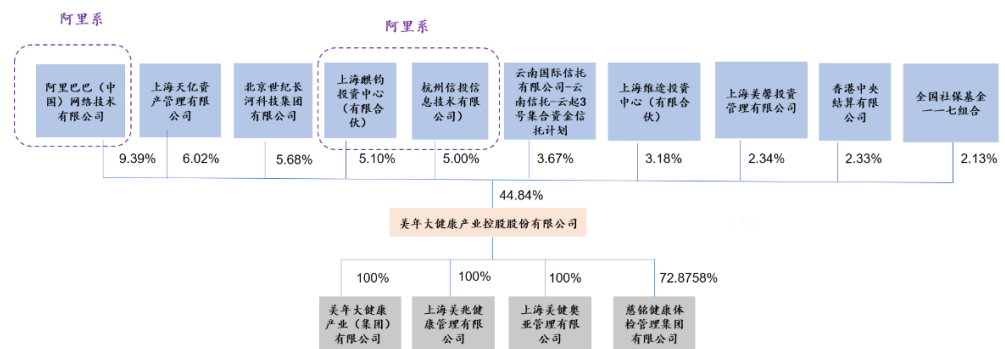 阿里系
阿里系
阿里巴巴（中
国）网络技术
有限公司
上海天亿资
产管理有限
公司
北京世纪长
河科技集团
有限公司
上海麒钧
投资中心
（有限合
伙）
杭州信投信
息技术有限
公司）
云南国际信托
有限公司-云
南信托-云起3
号集合资金信
托计划
上海维途投资
中心（有限合
伙）
上海美馨投资
管理有限公司
香港中央
结算有限
公司
全国社保基金
一一七组合
9.39%
6.02%
5.68%
5.10%
5.00%
3.67%
3.18%
2.34%
2.33%
2.13%
44.84%
美年大健康产业控股股份有限公司
100%
100%
100%
72.8758%
美年大健康
产业（集团）
有限公司
上海美兆健
康管理有限
公司
上海美健奥
亚管理有限
公司
慈铭健康体
检管理集团
有限公司